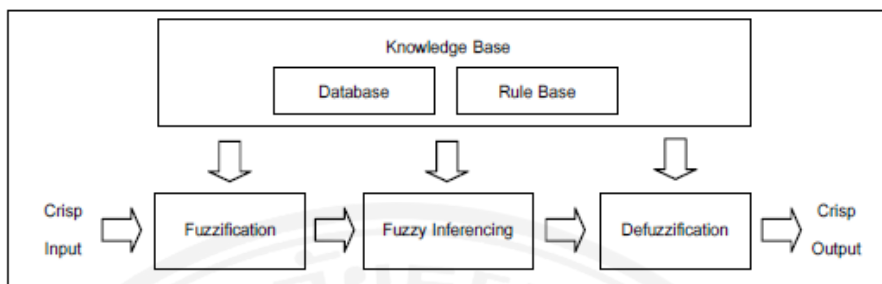 Knowledge Base
Database
Rule Base
Crisp
Input
Fuzzification
Fuzzy Inferencing
Defuzzification
Crisp
Output